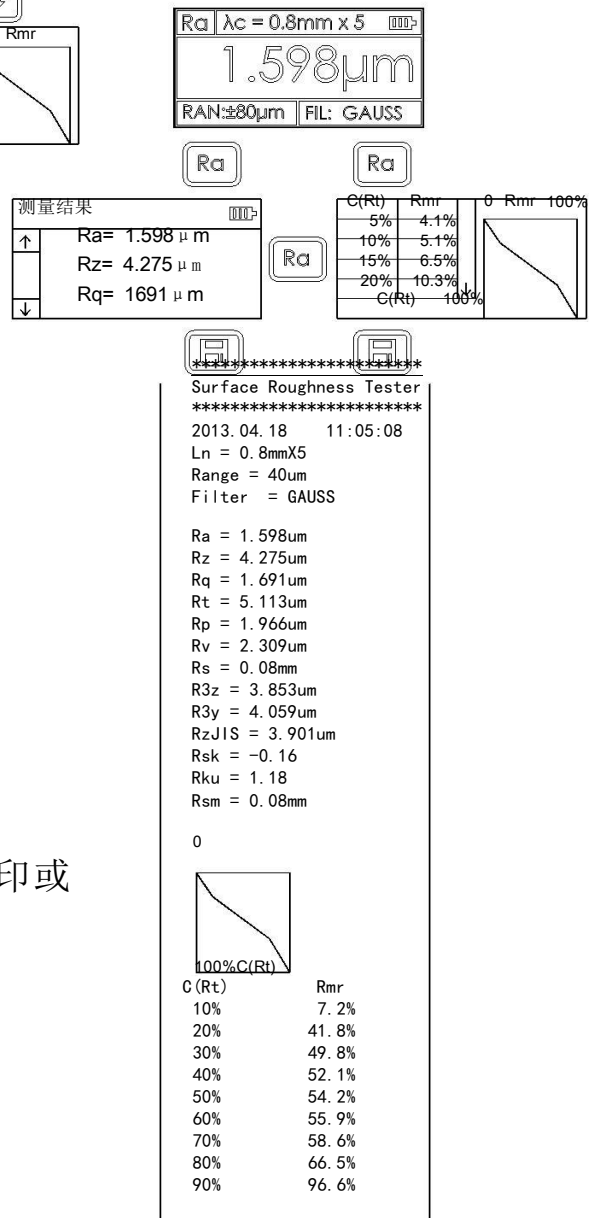 Rmr
Ra λc = 0.8mm x 5
1.598μm
RAN:±80μm FIL: GAUSS
Ra
Ra
测量结果
↑ Ra= 1.598 μ m
Rz= 4.275 μ m
↓ Rq= 1691 μ m
Ra
C(Rt) Rmr 0 Rmr 100%
5% 4.1%
10% 5.1%
15% 6.5%
20% 10.3% ↓
C(Rt) 100%
************************
Surface Roughness Tester
************************
2013.04.18 11:05:08
Ln = 0.8mmX5
Range = 40um
Filter = GAUSS
Ra = 1.598um
Rz = 4.275um
Rq = 1.691um
Rt = 5.113um
Rp = 1.966um
Rv = 2.309um
Rs = 0.08mm
R3z = 3.853um
R3y = 4.059um
RzJIS = 3.901um
Rsk = -0.16
Rku = 1.18
Rsm = 0.08mm
0
印或
100%C(Rt)
C(Rt) Rmr
10% 7.2%
20% 41.8%
30% 49.8%
40% 52.1%
50% 54.2%
60% 55.9%
70% 58.6%
80% 66.5%
90% 96.6%